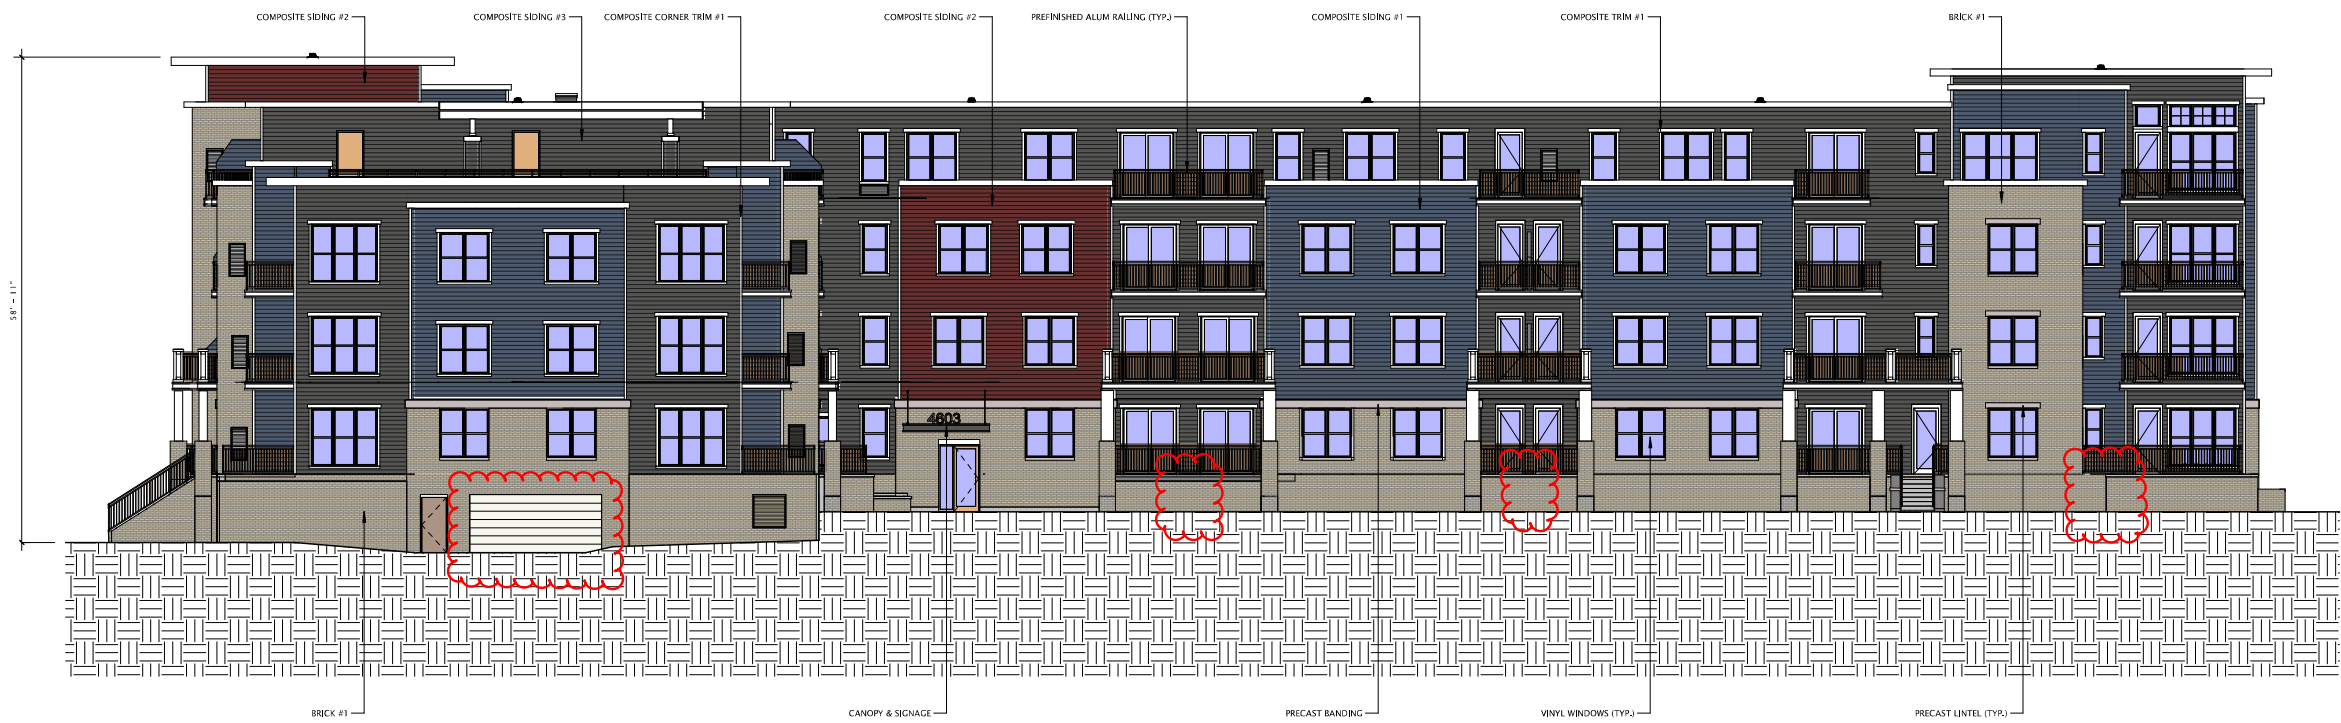 COMPOSITE SIDING #2
COMPOSITE SIDING #3
COMPOSITE CORNER TRIM #1
COMPOSITE SIDING #2
PREFINISHED ALUM RAILING (TYP.)
COMPOSITE SIDING #1
COMPOSITE TRIM #1
BRICK #1
58' - 11"
4603
BRICK #1
CANOPY & SIGNAGE
PRECAST BANDING
VINYL WINDOWS (TYP.)
PRECAST LINTEL (TYP.)